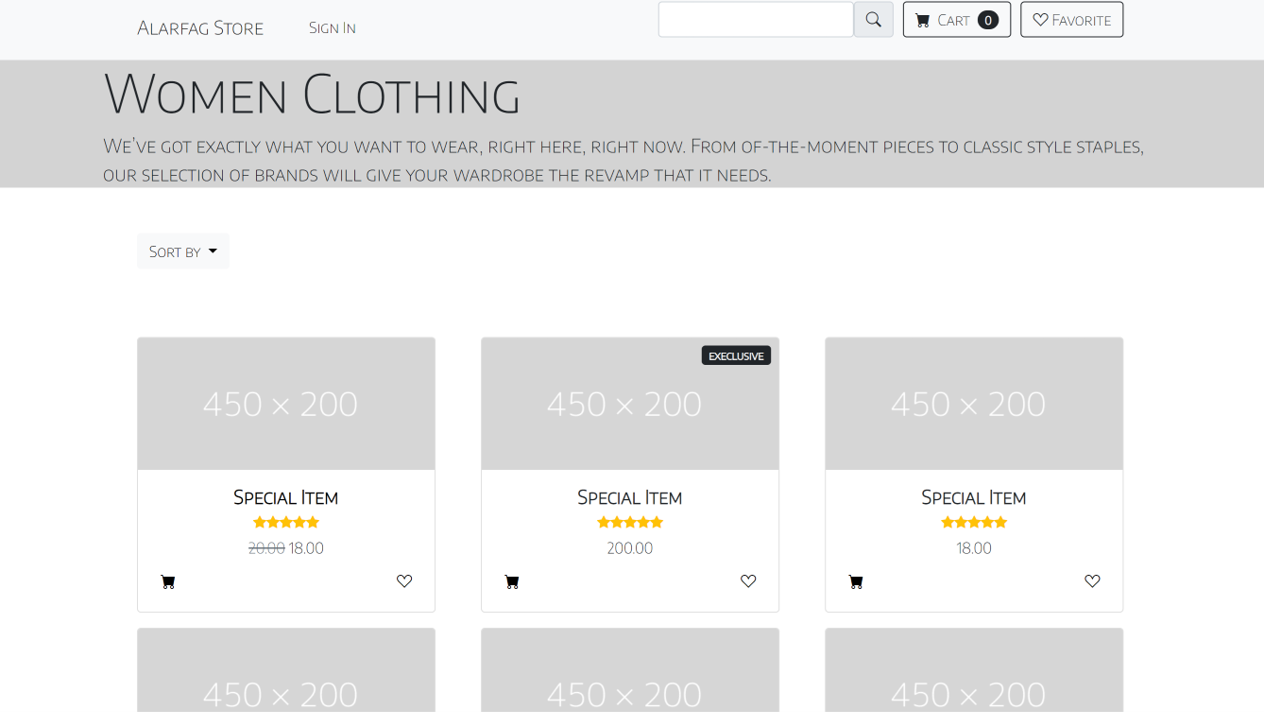 Alarfag Store
Sign In
Cart 0
Favorite
Women Clothing
We've got exactly what you want to wear, right here, right now. From of-the-moment pieces to classic style staples,
our selection of brands will give your wardrobe the revamp that it needs.
Sort by
450 × 200
EXECLUSIVE
450 × 200
450 × 200
Special Item
20.00 18.00
Special Item
200.00
Special Item
18.00
450 × 200
450 × 200
450 × 200